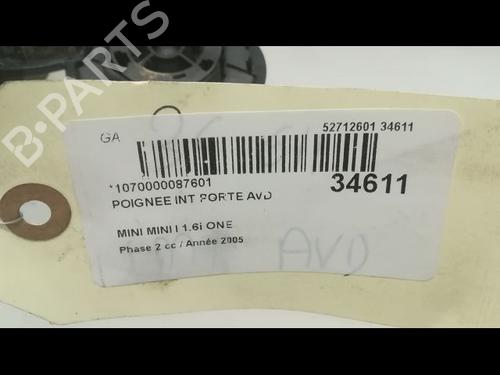 B-PARTS
GA
52712601 34611
*1070000087601
34611
POIGNEE INT PORTE AVD
MINI MINI I 1.6i ONE
Phase 2 cc / Année 2005
AVD